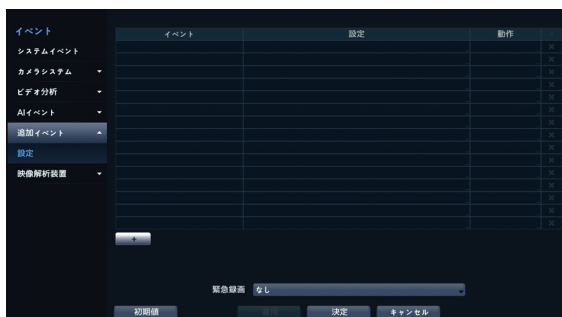 イベント
システムイベント
カメラシステム
ビデオ分析
AIイベント
追加イベント
設定
映像解析装置
イベント 設定 動作
+
緊急録画 なし
初期値 適用 決定 キャンセル